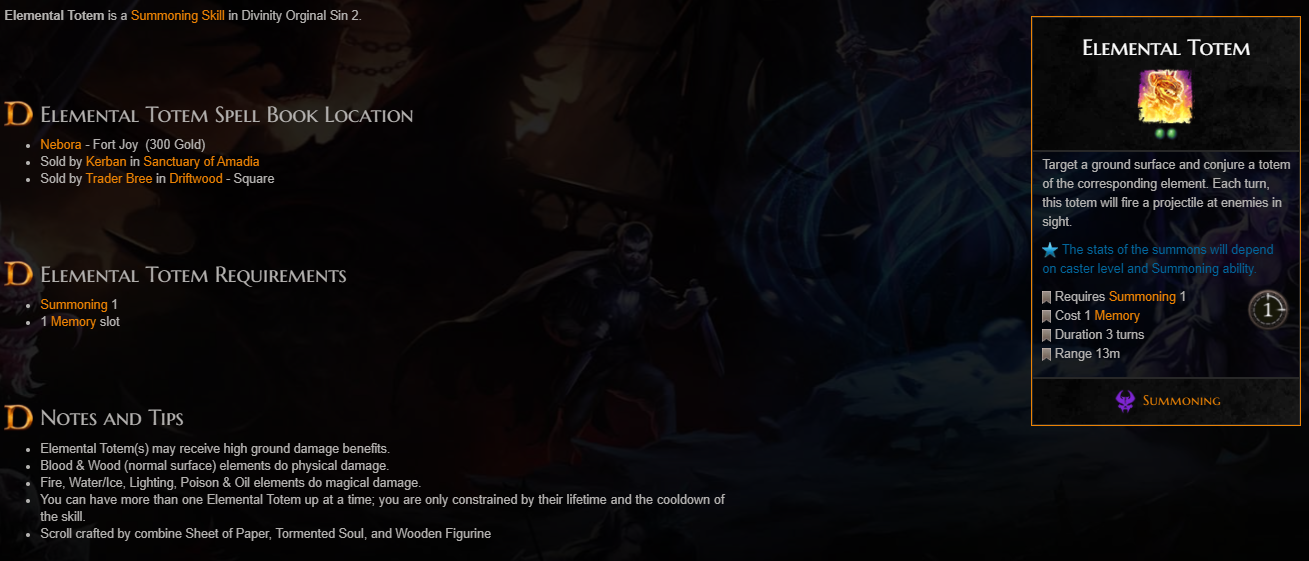 Elemental Totem is a Summoning Skill in Divinity Orginal Sin 2.
Elemental Totem Spell Book Location
Nebora - Fort Joy (300 Gold)
Sold by Kerban in Sanctuary of Amadia
Sold by Trader Bree in Driftwood - Square
Elemental Totem Requirements
Summoning 1
1 Memory slot
Notes and Tips
Elemental Totem(s) may receive high ground damage benefits.
Blood & Wood (normal surface) elements do physical damage.
Fire, Water/Ice, Lighting, Poison & Oil elements do magical damage.
You can have more than one Elemental Totem up at a time; you are only constrained by their lifetime and the cooldown of
the skill.
Scroll crafted by combine Sheet of Paper, Tormented Soul, and Wooden Figurine
Elemental Totem
Target a ground surface and conjure a totem
of the corresponding element. Each turn,
this totem will fire a projectile at enemies in
sight.
The stats of the summons will depend
on caster level and Summoning ability.
Requires Summoning 1
Cost 1 Memory
Duration 3 turns
Range 13m
1
Summoning